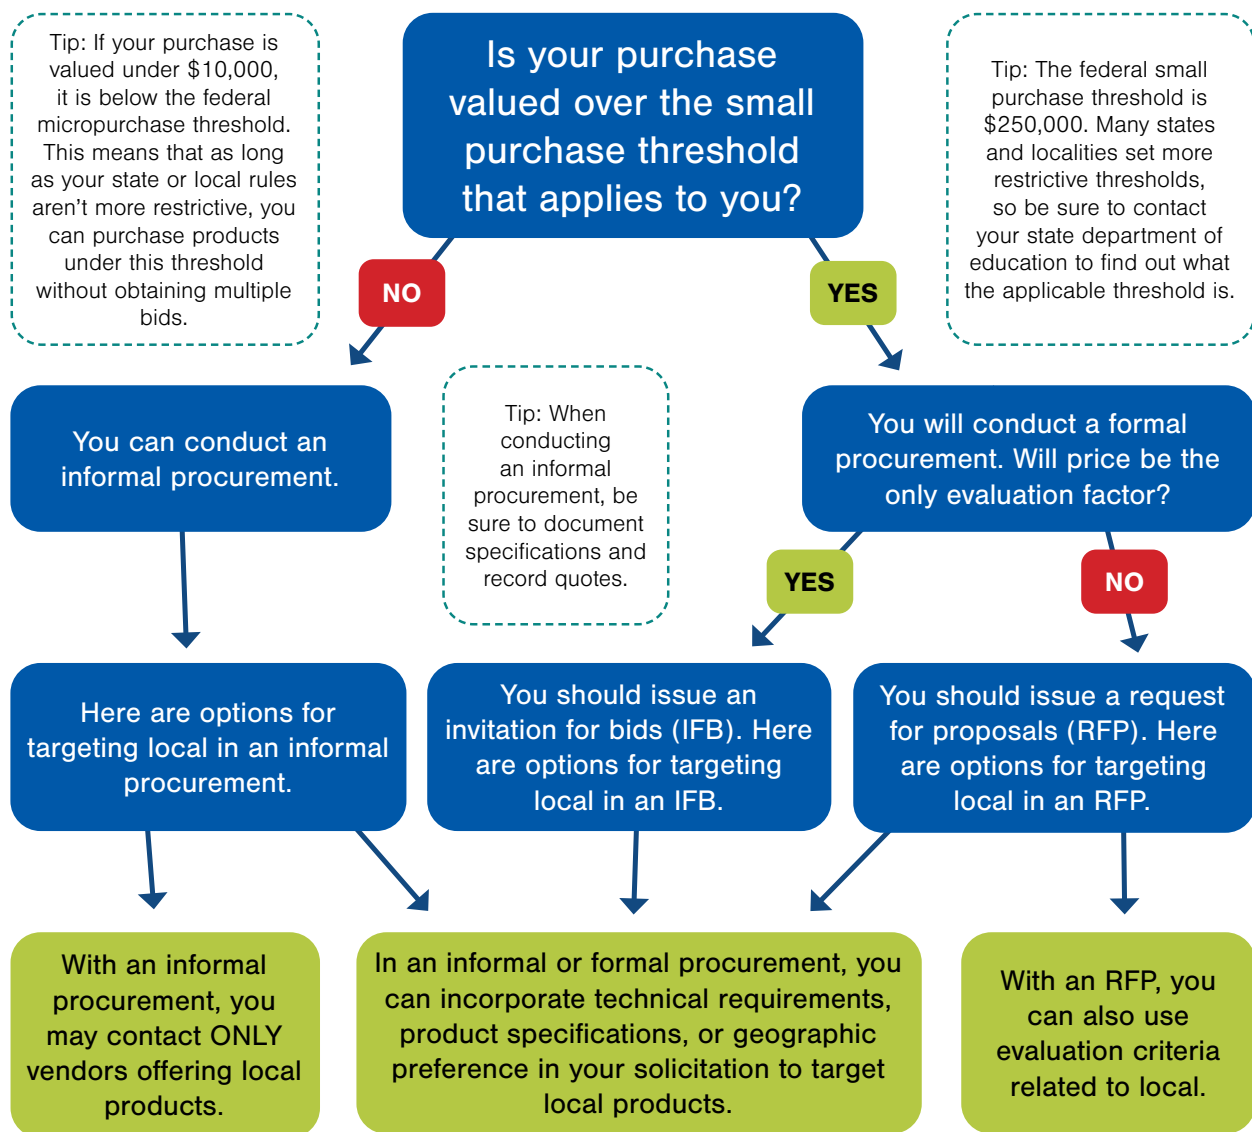 Tip: If your purchase is
valued under $10,000,
it is below the federal
micropurchase threshold.
This means that as long
as your state or local rules
aren’t more restrictive, you
can purchase products
under this threshold
without obtaining multiple
bids.
Is your purchase
valued over the small
purchase threshold
that applies to you?
Tip: The federal small
purchase threshold is
$250,000. Many states
and localities set more
restrictive thresholds,
so be sure to contact
your state department of
education to find out what
the applicable threshold is.
NO
YES
You can conduct an
informal procurement.
Tip: When
conducting
an informal
procurement, be
sure to document
specifications and
record quotes.
You will conduct a formal
procurement. Will price be the
only evaluation factor?
YES
NO
Here are options for
targeting local in an informal
procurement.
You should issue an
invitation for bids (IFB). Here
are options for targeting
local in an IFB.
You should issue a request
for proposals (RFP). Here
are options for targeting
local in an RFP.
With an informal
procurement, you
may contact ONLY
vendors offering local
products.
In an informal or formal procurement, you
can incorporate technical requirements,
product specifications, or geographic
preference in your solicitation to target
local products.
With an RFP, you
can also use
evaluation criteria
related to local.